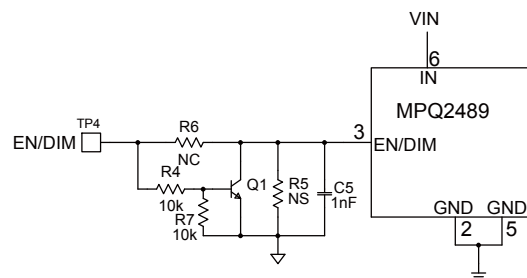 VIN
6
IN
MPQ2489
3
EN/DIM
GND
GND
2
5
EN/DIM
TP4
R6
NC
R4
10k
R7
10k
Q1
R5
NS
C5
1nF